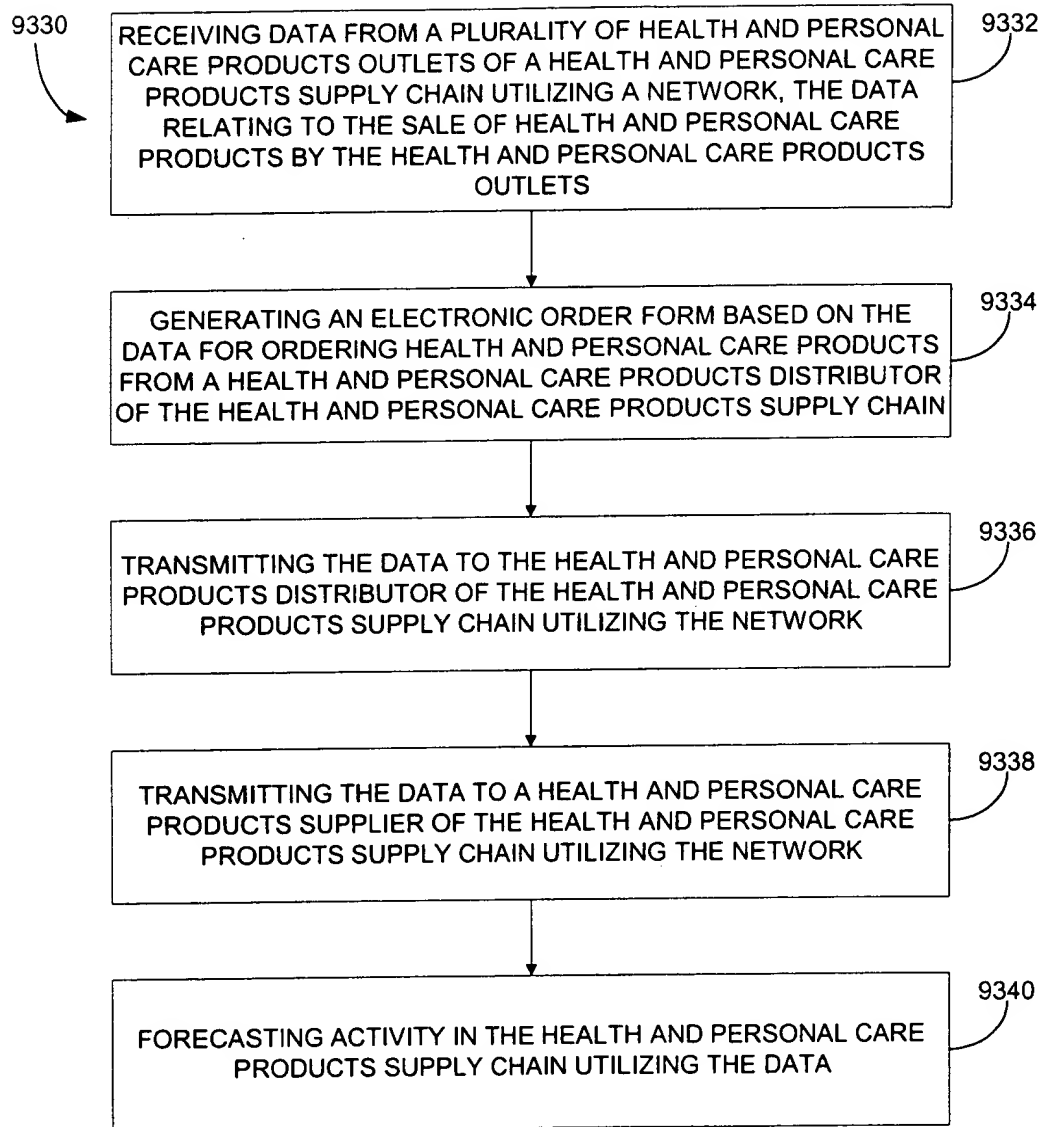 9330
RECEIVING DATA FROM A PLURALITY OF HEALTH AND PERSONAL
CARE PRODUCTS OUTLETS OF A HEALTH AND PERSONAL CARE
PRODUCTS SUPPLY CHAIN UTILIZING A NETWORK, THE DATA
RELATING TO THE SALE OF HEALTH AND PERSONAL CARE
PRODUCTS BY THE HEALTH AND PERSONAL CARE PRODUCTS
OUTLETS
9332
GENERATING AN ELECTRONIC ORDER FORM BASED ON THE
DATA FOR ORDERING HEALTH AND PERSONAL CARE PRODUCTS
FROM A HEALTH AND PERSONAL CARE PRODUCTS DISTRIBUTOR
OF THE HEALTH AND PERSONAL CARE PRODUCTS SUPPLY CHAIN
9334
TRANSMITTING THE DATA TO THE HEALTH AND PERSONAL CARE
PRODUCTS DISTRIBUTOR OF THE HEALTH AND PERSONAL CARE
PRODUCTS SUPPLY CHAIN UTILIZING THE NETWORK
9336
TRANSMITTING THE DATA TO A HEALTH AND PERSONAL CARE
PRODUCTS SUPPLIER OF THE HEALTH AND PERSONAL CARE
PRODUCTS SUPPLY CHAIN UTILIZING THE NETWORK
9338
FORECASTING ACTIVITY IN THE HEALTH AND PERSONAL CARE
PRODUCTS SUPPLY CHAIN UTILIZING THE DATA
9340